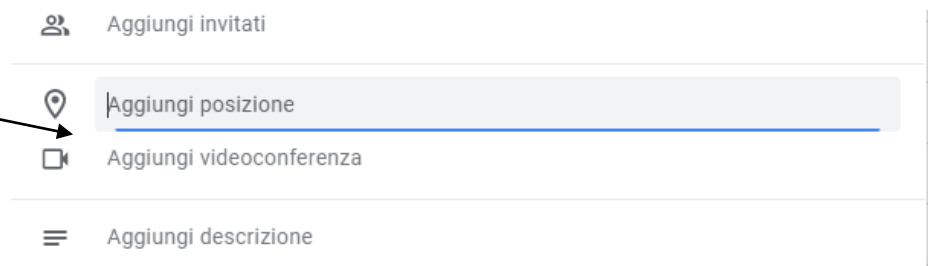 Aggiungi invitati
Aggiungi posizione
Aggiungi videoconferenza
Aggiungi descrizione